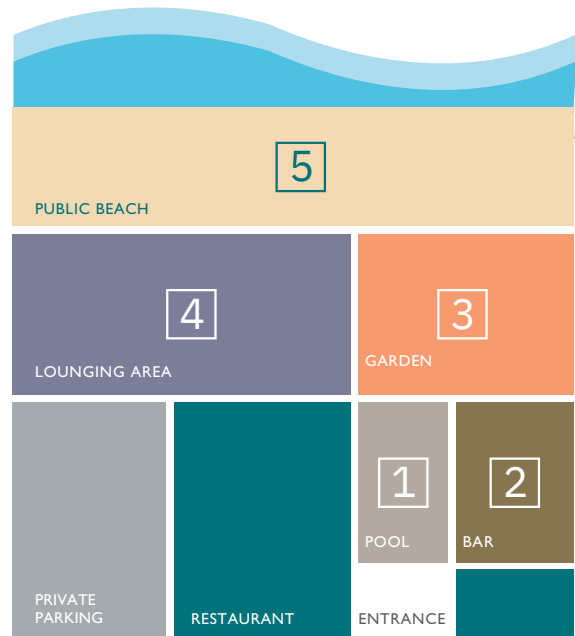 5
PUBLIC BEACH
4
LOUNGING AREA
3
GARDEN
1
POOL
2
BAR
PRIVATE
PARKING
RESTAURANT
ENTRANCE